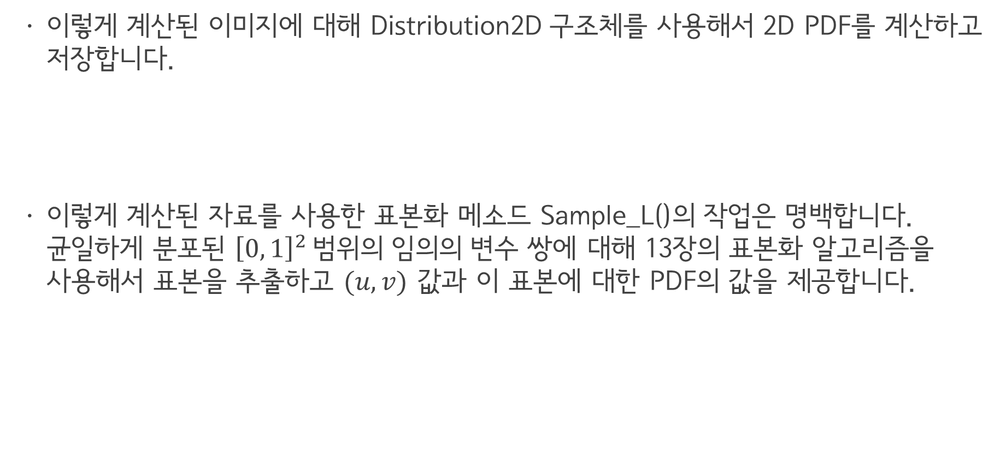 · 이렇게 계산된 이미지에 대해 Distribution2D 구조체를 사용해서 2D PDF를 계산하고
저장합니다.
· 이렇게 계산된 자료를 사용한 표본화 메소드 Sample_L()의 작업은 명백합니다.
균일하게 분포된 [0, 1]² 범위의 임의의 변수 쌍에 대해 13장의 표본화 알고리즘을
사용해서 표본을 추출하고 (u, v) 값과 이 표본에 대한 PDF의 값을 제공합니다.